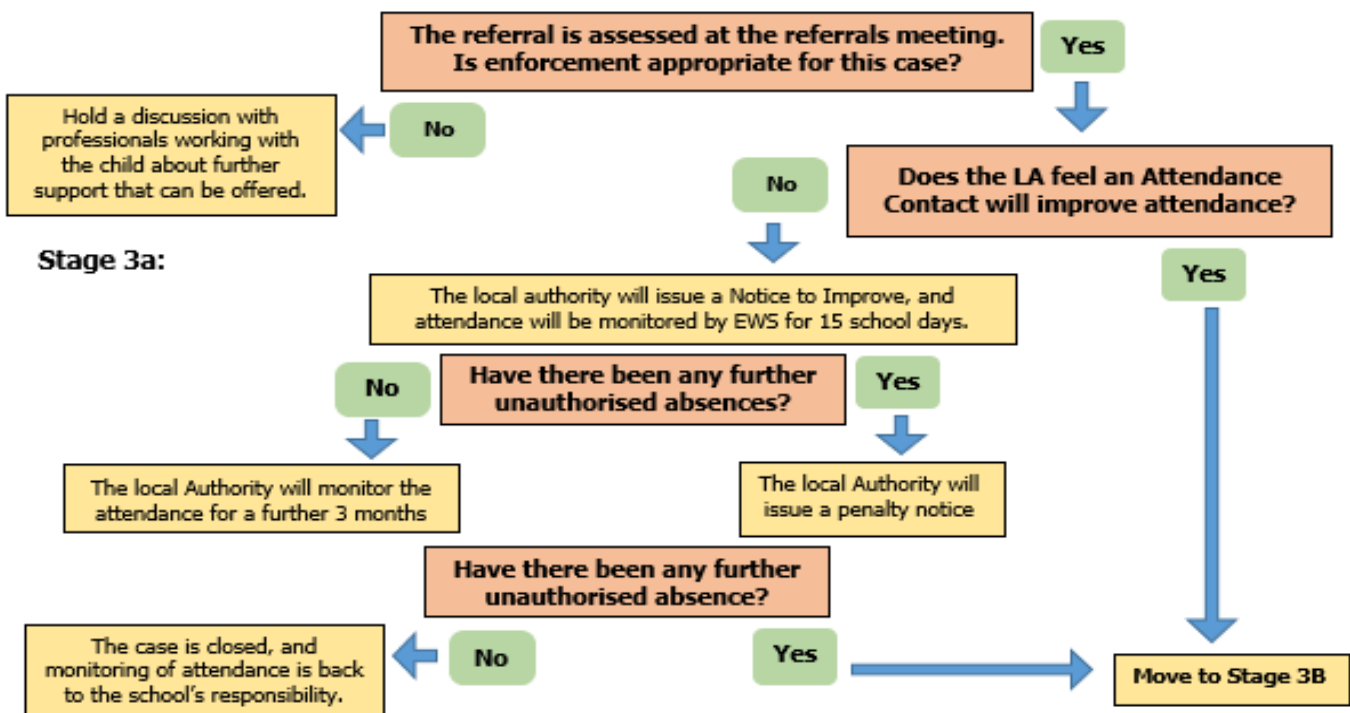 The referral is assessed at the referrals meeting.
Is enforcement appropriate for this case?
Yes
Hold a discussion with
professionals working with
the child about further
support that can be offered.
No
No
Does the LA feel an Attendance
Contact will improve attendance?
Stage 3a:
Yes
The local authority will issue a Notice to Improve, and
attendance will be monitored by EWS for 15 school days.
No
Have there been any further
unauthorised absences?
Yes
The local Authority will monitor the
attendance for a further 3 months
The local Authority will
issue a penalty notice
Have there been any further
unauthorised absence?
The case is closed, and
monitoring of attendance is back
to the school's responsibility.
No
Yes
Move to Stage 3B